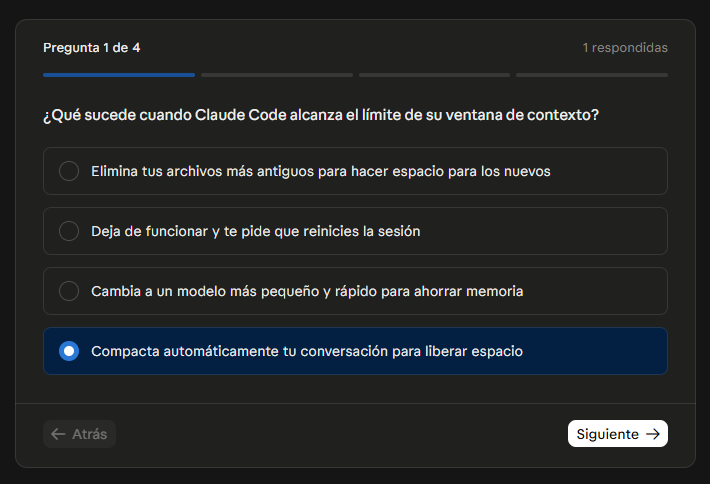 Pregunta 1 de 4
1 respondidas
¿Qué sucede cuando Claude Code alcanza el límite de su ventana de contexto?
Elimina tus archivos más antiguos para hacer espacio para los nuevos
Deja de funcionar y te pide que reinicies la sesión
Cambia a un modelo más pequeño y rápido para ahorrar memoria
Compacta automáticamente tu conversación para liberar espacio
← Atrás
Siguiente →